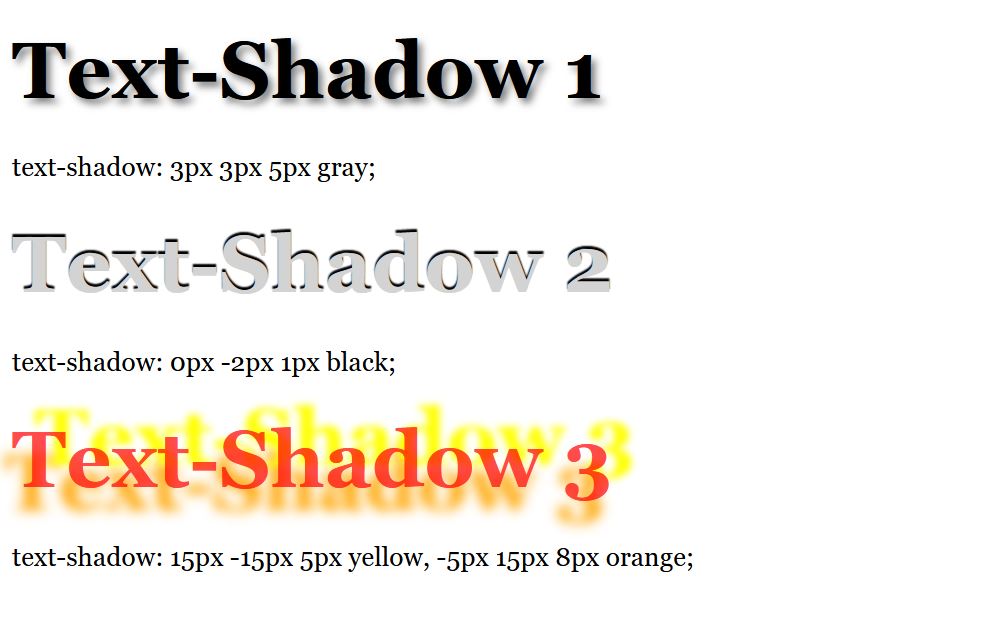 Text-Shadow 1
text-shadow: 3px 3px 5px gray;
Text-Shadow 2
text-shadow: 0px -2px 1px black;
Text-Shadow 3
text-shadow: 15px -15px 5px yellow, -5px 15px 8px orange;